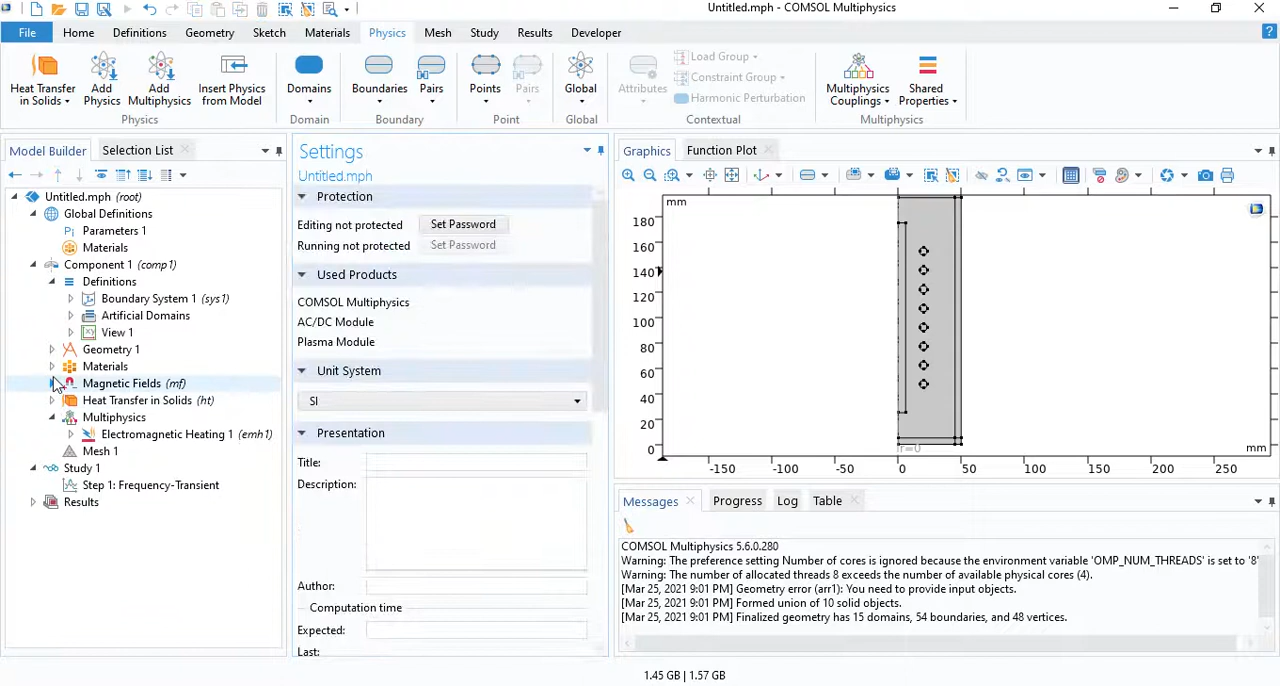 Untitled.mph - COMSOL Multiphysics
File Home Definitions Geometry Sketch Materials Physics Mesh Study Results Developer
Heat Transfer in Solids
Add Physics
Add Multiphysics
Insert Physics from Model
Domains
Boundaries
Pairs
Points
Pairs
Global
Attributes
Load Group
Constraint Group
Harmonic Perturbation
Multiphysics Couplings
Shared Properties
Physics
Domain
Boundary
Point
Global
Contextual
Multiphysics
Model Builder
Selection List
Untitled.mph (root)
Global Definitions
Pi Parameters 1
Materials
Component 1 (comp1)
Definitions
Boundary System 1 (sys1)
Artificial Domains
View 1
Geometry 1
Materials
Magnetic Fields (mf)
Heat Transfer in Solids (ht)
Multiphysics
Electromagnetic Heating 1 (emh1)
Mesh 1
Study 1
Step 1: Frequency-Transient
Results
Settings
Untitled.mph
Protection
Editing not protected Set Password
Running not protected Set Password
Used Products
COMSOL Multiphysics
AC/DC Module
Plasma Module
Unit System
SI
Presentation
Title:
Description:
Author:
Computation time
Expected:
Last:
Graphics
Function Plot
mm
180
160
140
120
100
80
60
40
20
0
r=0
mm
-150 -100 -50 0 50 100 150 200 250
Messages Progress Log Table
COMSOL Multiphysics 5.6.0.280
Warning: The preference setting Number of cores is ignored because the environment variable 'OMP_NUM_THREADS' is set to '8'
Warning: The number of allocated threads 8 exceeds the number of available physical cores (4).
[Mar 25, 2021 9:01 PM] Geometry error (arr1): You need to provide input objects.
[Mar 25, 2021 9:01 PM] Formed union of 10 solid objects.
[Mar 25, 2021 9:01 PM] Finalized geometry has 15 domains, 54 boundaries, and 48 vertices.
1.45 GB | 1.57 GB